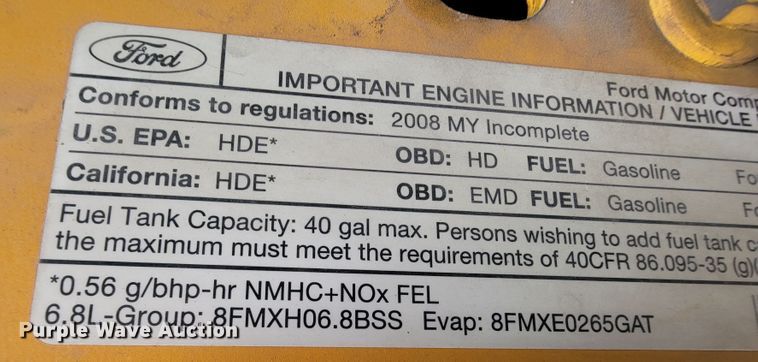 Ford
Ford Motor
IMPORTANT ENGINE INFORMATION / VEHICLE
Conforms to regulations: 2008 MY Incomplete
U.S. EPA: HDE* OBD: HD FUEL: Gasoline
California: HDE* OBD: EMD FUEL: Gasoline
Fuel Tank Capacity: 40 gal max. Persons wishing to add fuel tank
the maximum must meet the requirements of 40CFR 86.095-35 (g)
*0.56 g/bhp-hr NMHC+NOx FEL
6.8L-Group: 8FMXH06.8BSS Evap: 8FMXE0265GAT
Purple Wave Auction